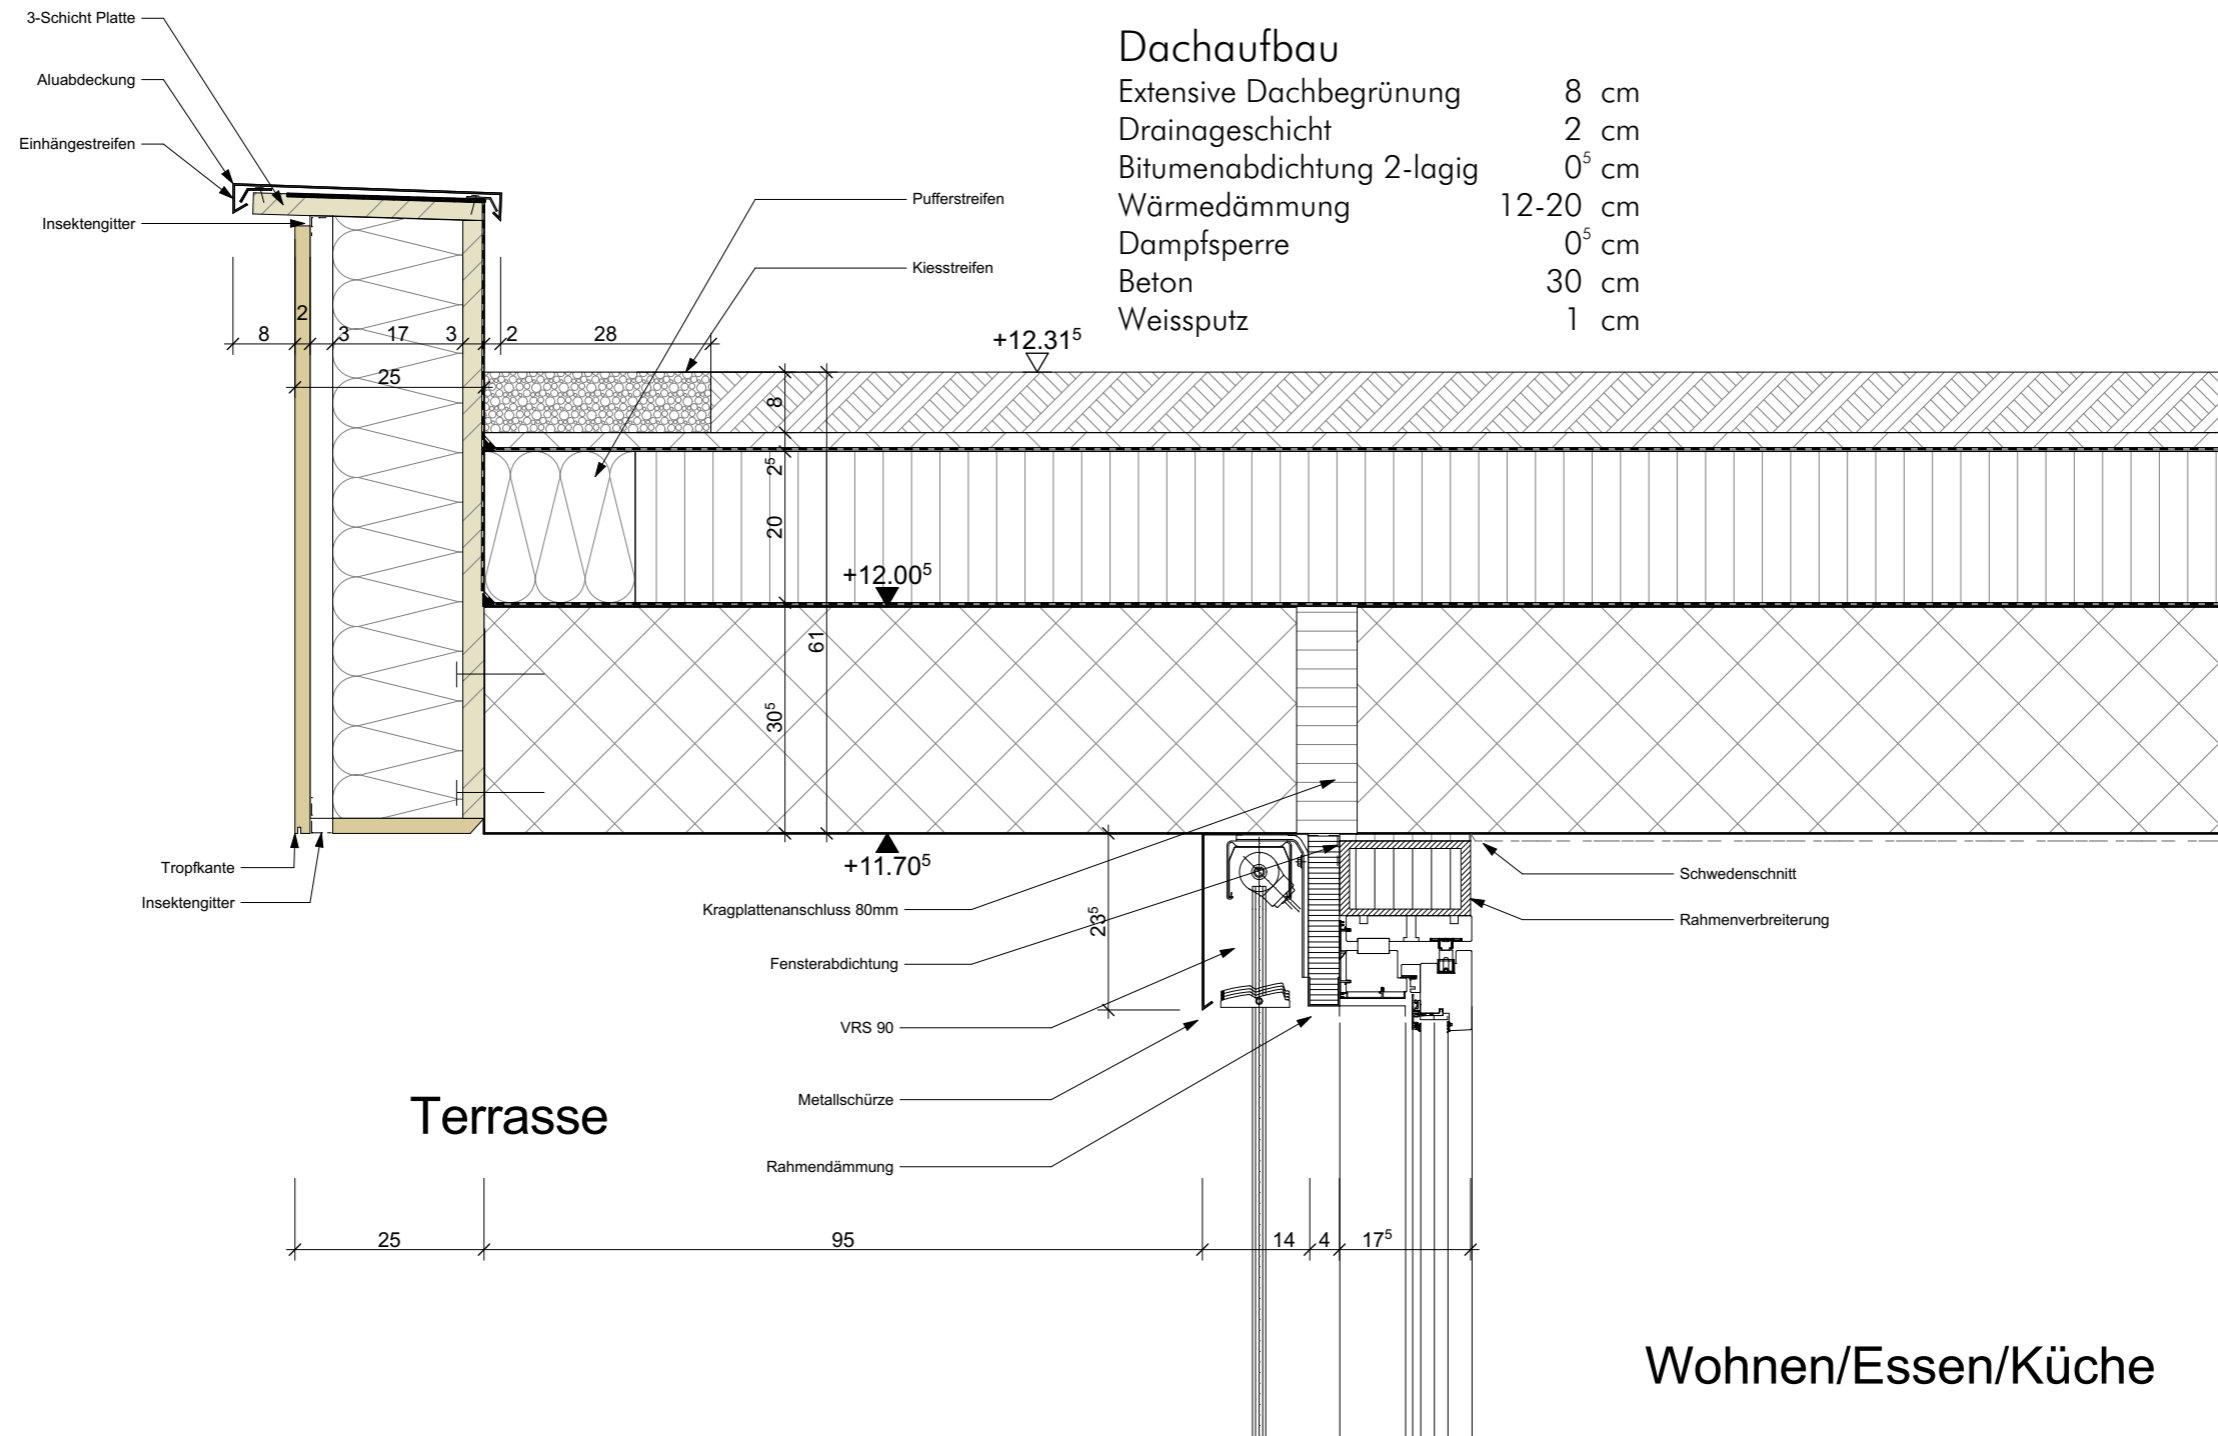 3-Schicht Platte
Aluabdeckung
Einhängestreifen
Insektengitter
Dachaufbau
Extensive Dachbegrünung 8 cm
Drainageschicht 2 cm
Bitumenabdichtung 2-lagig 0⁵ cm
Wärmedämmung 12-20 cm
Dampfsperre 0⁵ cm
Beton 30 cm
Weissputz 1 cm
Pufferstreifen
Kiesstreifen
8 2 3 17 3 2 28
25
+12.31⁵
8
2⁵
20
+12.00⁵
61
30⁵
+11.70⁵
Tropfkante
Insektengitter
23⁵
Kragplattenanschluss 80mm
Fensterabdichtung
VRS 90
Metallschürze
Rahmendämmung
Schwedenschnitt
Rahmenverbreiterung
Terrasse
25 95 14 4 17⁵
Wohnen/Essen/Küche